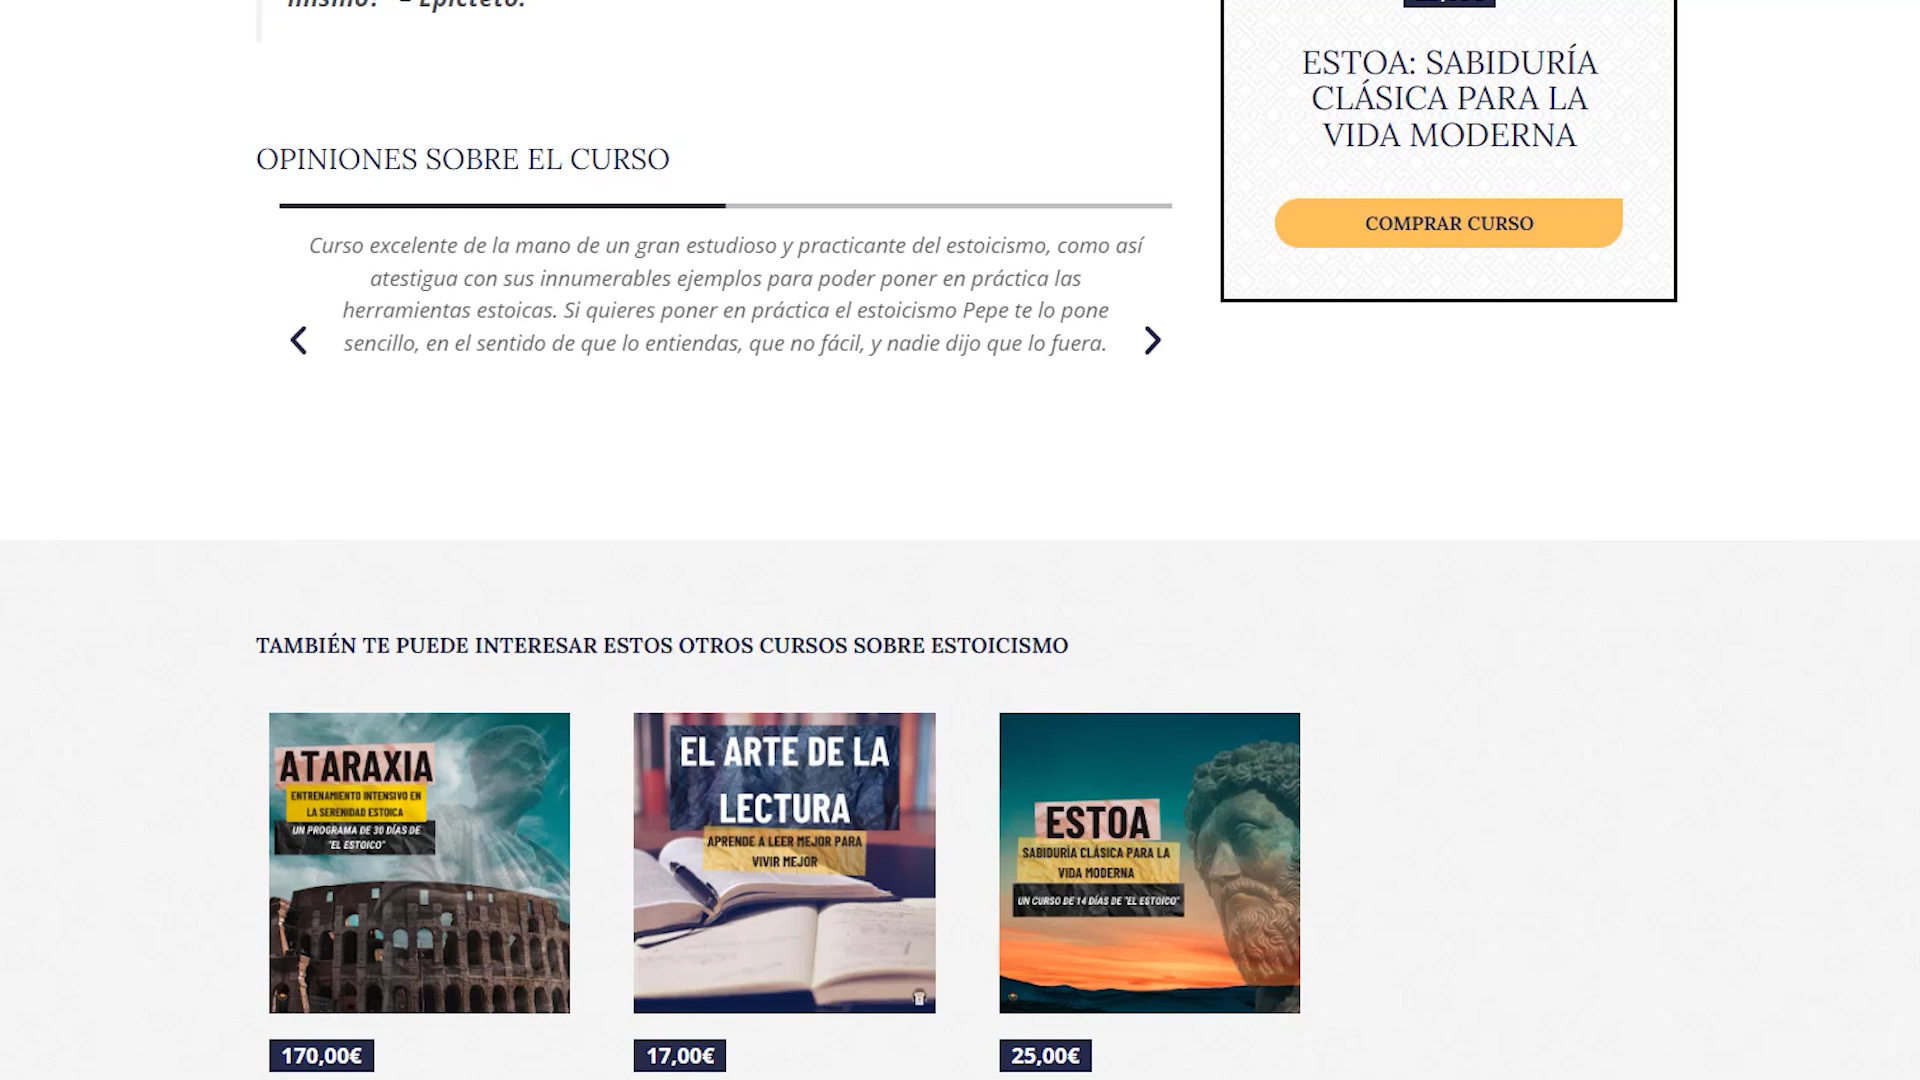 mismo?" – Epicteto.
ESTOA: SABIDURÍA
CLÁSICA PARA LA
VIDA MODERNA
COMPRAR CURSO
OPINIONES SOBRE EL CURSO
Curso excelente de la mano de un gran estudioso y practicante del estoicismo, como así
atestigua con sus innumerables ejemplos para poder poner en práctica las
herramientas estoicas. Si quieres poner en práctica el estoicismo Pepe te lo pone
sencillo, en el sentido de que lo entiendas, que no fácil, y nadie dijo que lo fuera.
TAMBIÉN TE PUEDE INTERESAR ESTOS OTROS CURSOS SOBRE ESTOICISMO
ATARAXIA
ENTRENAMIENTO INTENSIVO EN
LA SERENIDAD ESTOICA
UN PROGRAMA DE 30 DÍAS DE
"EL ESTOICO"
170,00€
EL ARTE DE LA
LECTURA
APRENDE A LEER MEJOR PARA
VIVIR MEJOR
17,00€
ESTOA
SABIDURÍA CLÁSICA PARA LA
VIDA MODERNA
UN CURSO DE 14 DÍAS DE "EL ESTOICO"
25,00€